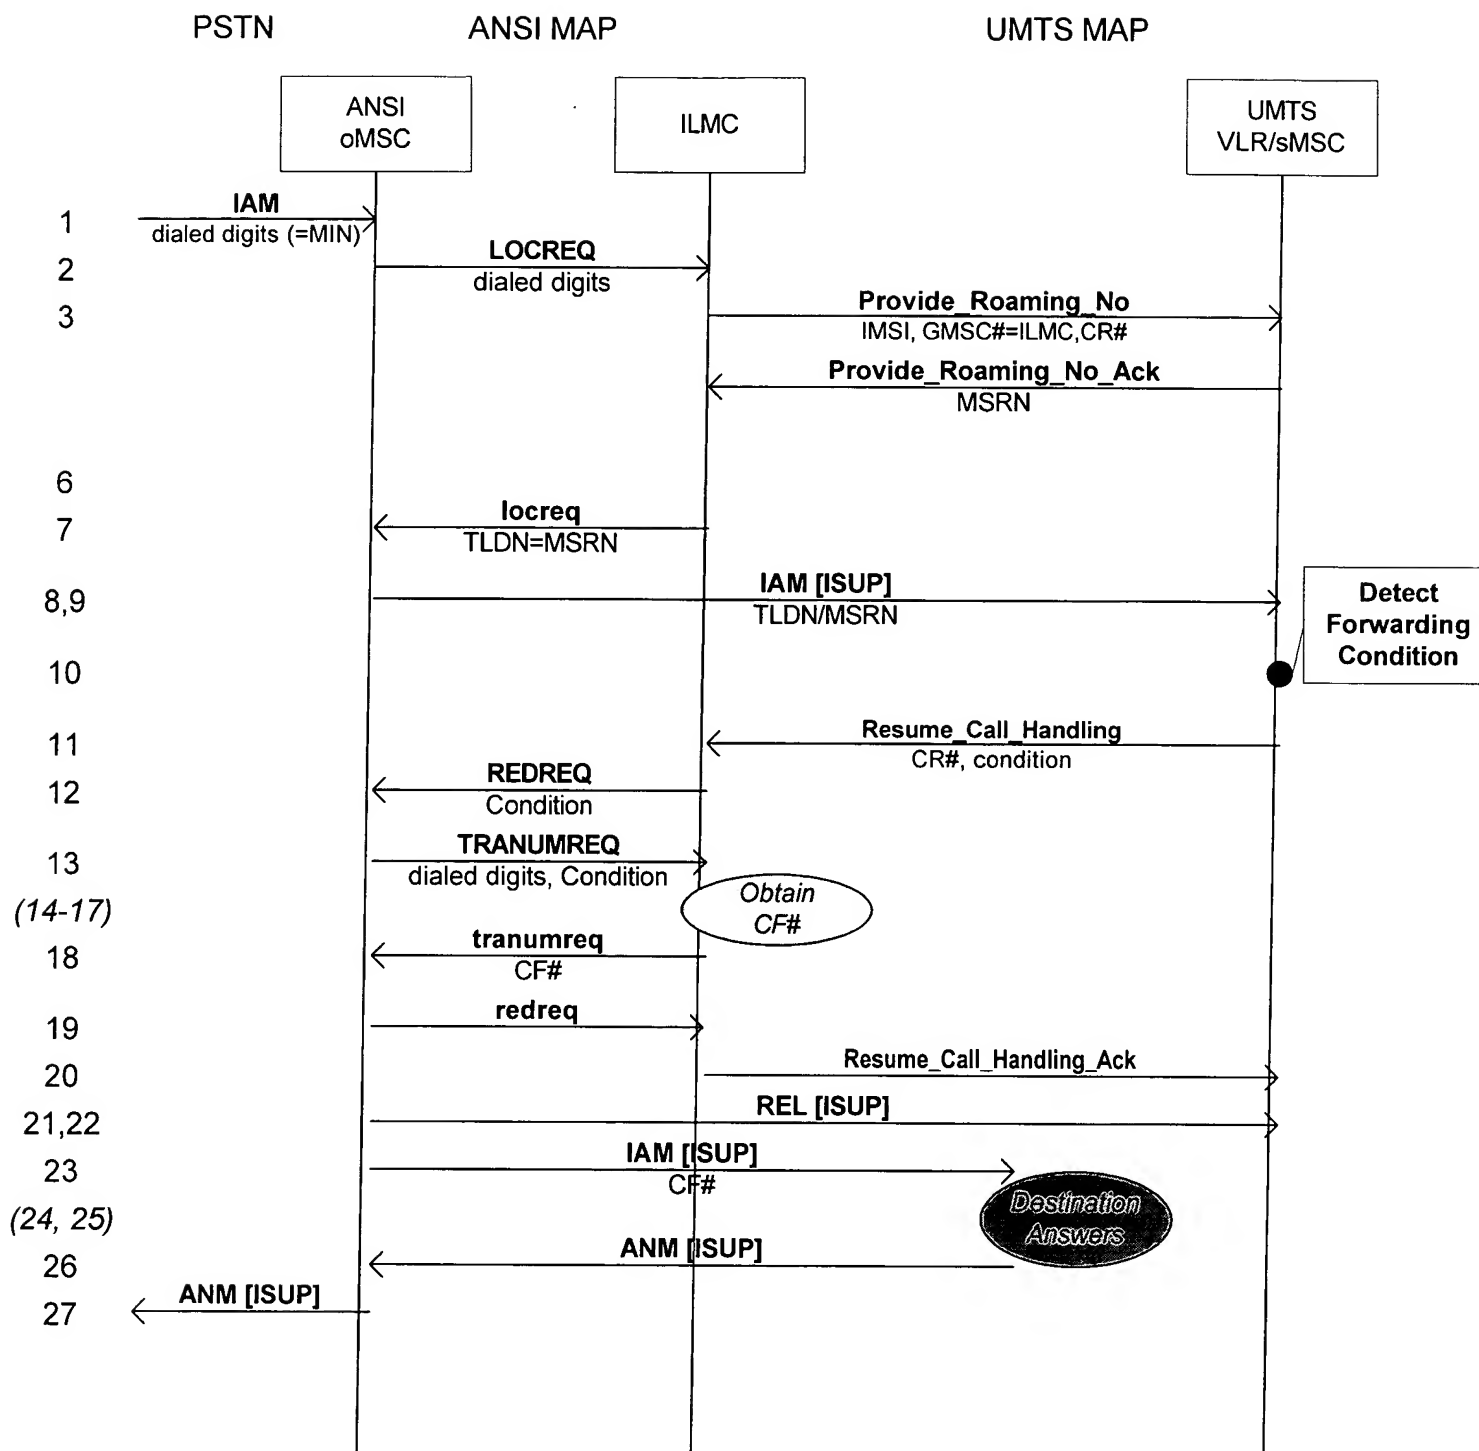 PSTN
ANSI MAP
UMTS MAP
ANSI
oMSC
ILMC
UMTS
VLR/sMSC
1
IAM
dialed digits (=MIN)
2
LOCREQ
dialed digits
3
Provide_Roaming_No
IMSI, GMSC#=ILMC,CR#
Provide_Roaming_No_Ack
MSRN
6
7
locreq
TLDN=MSRN
8,9
IAM [ISUP]
TLDN/MSRN
Detect
Forwarding
Condition
10
11
Resume_Call_Handling
CR#, condition
12
REDREQ
Condition
13
TRANUMREQ
dialed digits, Condition
(14-17)
Obtain
CF#
18
tranumreq
CF#
19
redreq
20
Resume_Call_Handling_Ack
21,22
REL [ISUP]
23
IAM [ISUP]
CF#
(24, 25)
Destination
Answers
26
ANM [ISUP]
27
ANM [ISUP]